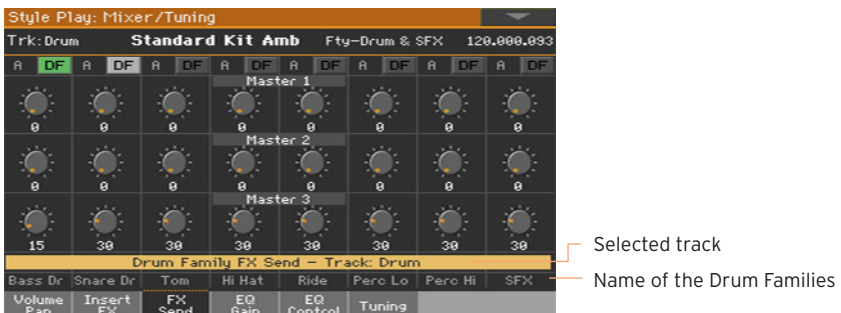 Style Play: Mixer/Tuning
Trk:Drum Standard Kit Amb Fty-Drum & SFX 120.000.093
A DF A DF A DF A DF A DF A DF A DF A DF
Master 1
0 0 0 0 0 0 0 0
Master 2
0 0 0 0 0 0 0 0
Master 3
15 30 30 30 30 30 30 30
Drum Family FX Send - Track: Drum
Selected track
Bass Dr Snare Dr Tom Hi Hat Ride Perc Lo Perc Hi SFX
Name of the Drum Families
Volume Pan Insert FX FX Send EQ Gain EQ Control Tuning